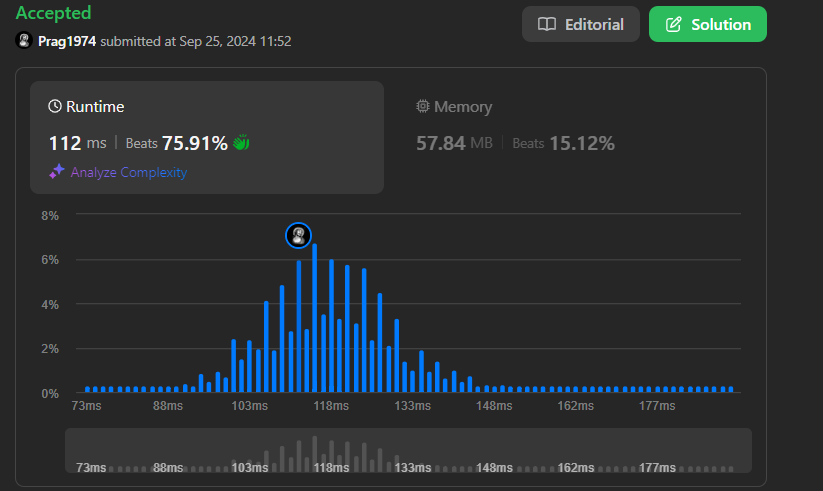 Accepted
Editorial
Solution
Prag1974 submitted at Sep 25, 2024 11:52
Runtime
Memory
112 ms | Beats 75.91%
57.84 MB | Beats 15.12%
Analyze Complexity
8%
6%
4%
2%
0%
73ms 88ms 103ms 118ms 133ms 148ms 162ms 177ms
73ms 88ms 103ms 118ms 133ms 148ms 162ms 177ms